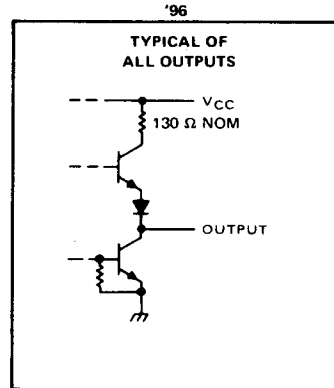 '96
TYPICAL OF
ALL OUTPUTS
VCC
130 Ω NOM
OUTPUT